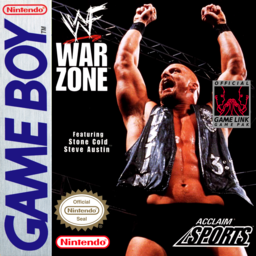 Nintendo
GAME BOY
WF
WAR
ZONE
Featuring
Stone Cold
Steve Austin
OFFICIAL
GAME LINK
GAME PAK
Official
Nintendo
Seal
Nintendo
ACCLAIM
SPORTS